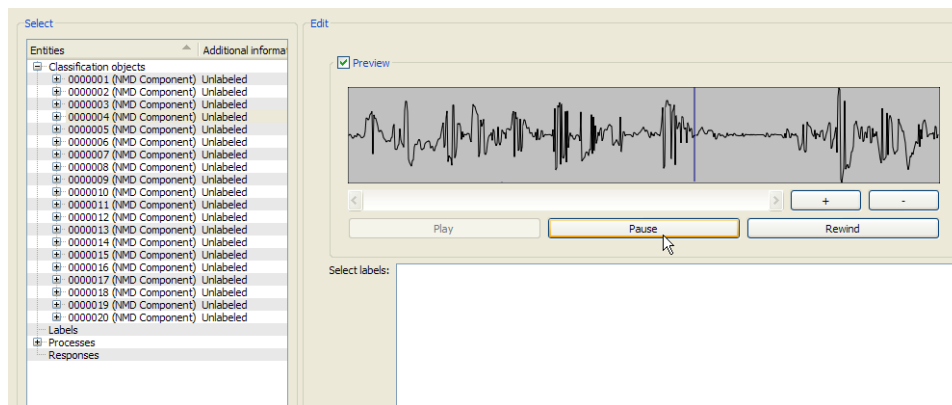 Select
Entities Additional informat
Classification objects
0000001 (NMD Component) Unlabeled
0000002 (NMD Component) Unlabeled
0000003 (NMD Component) Unlabeled
0000004 (NMD Component) Unlabeled
0000005 (NMD Component) Unlabeled
0000006 (NMD Component) Unlabeled
0000007 (NMD Component) Unlabeled
0000008 (NMD Component) Unlabeled
0000009 (NMD Component) Unlabeled
0000010 (NMD Component) Unlabeled
0000011 (NMD Component) Unlabeled
0000012 (NMD Component) Unlabeled
0000013 (NMD Component) Unlabeled
0000014 (NMD Component) Unlabeled
0000015 (NMD Component) Unlabeled
0000016 (NMD Component) Unlabeled
0000017 (NMD Component) Unlabeled
0000018 (NMD Component) Unlabeled
0000019 (NMD Component) Unlabeled
0000020 (NMD Component) Unlabeled
Labels
Processes
Responses
Edit
Preview
+ -
Play Pause Rewind
Select labels: